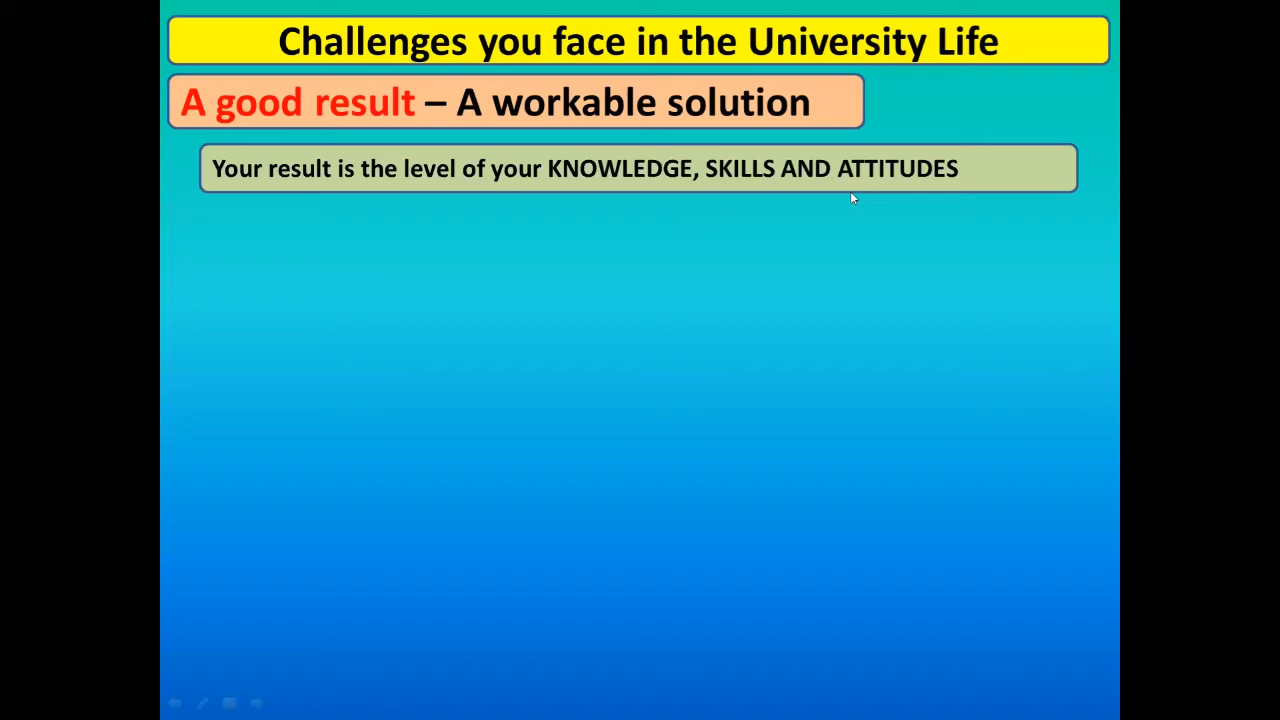 Challenges you face in the University Life
A good result – A workable solution
Your result is the level of your KNOWLEDGE, SKILLS AND ATTITUDES